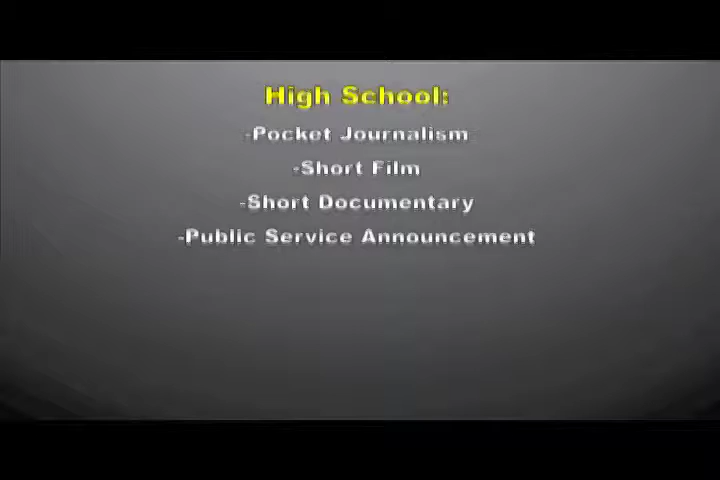 High School:
-Pocket Journalism
-Short Film
-Short Documentary
-Public Service Announcement